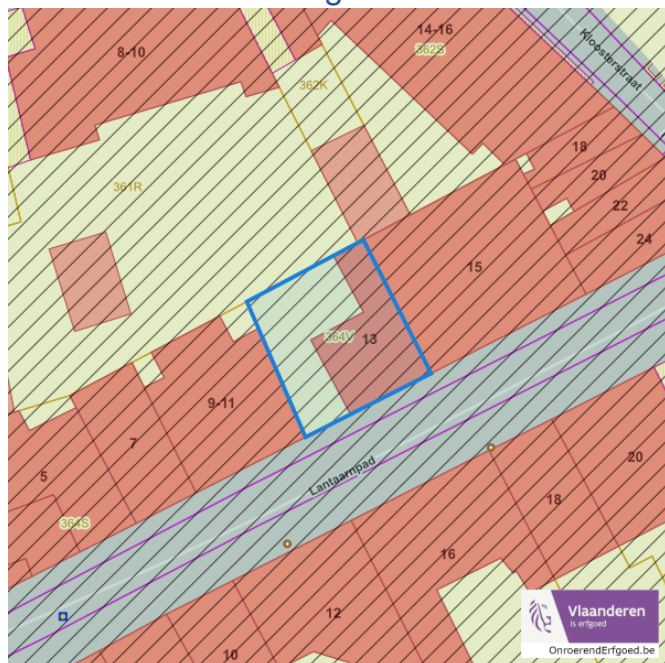 8-10
14-16
362S
Kloosterstraat
362K
18
361R
20
22
24
15
364V
13
9-11
7
5
Lantaarnpad
364S
20
18
16
12
10
Vlaanderen
is erfgoed
OnroerendErfgoed.be